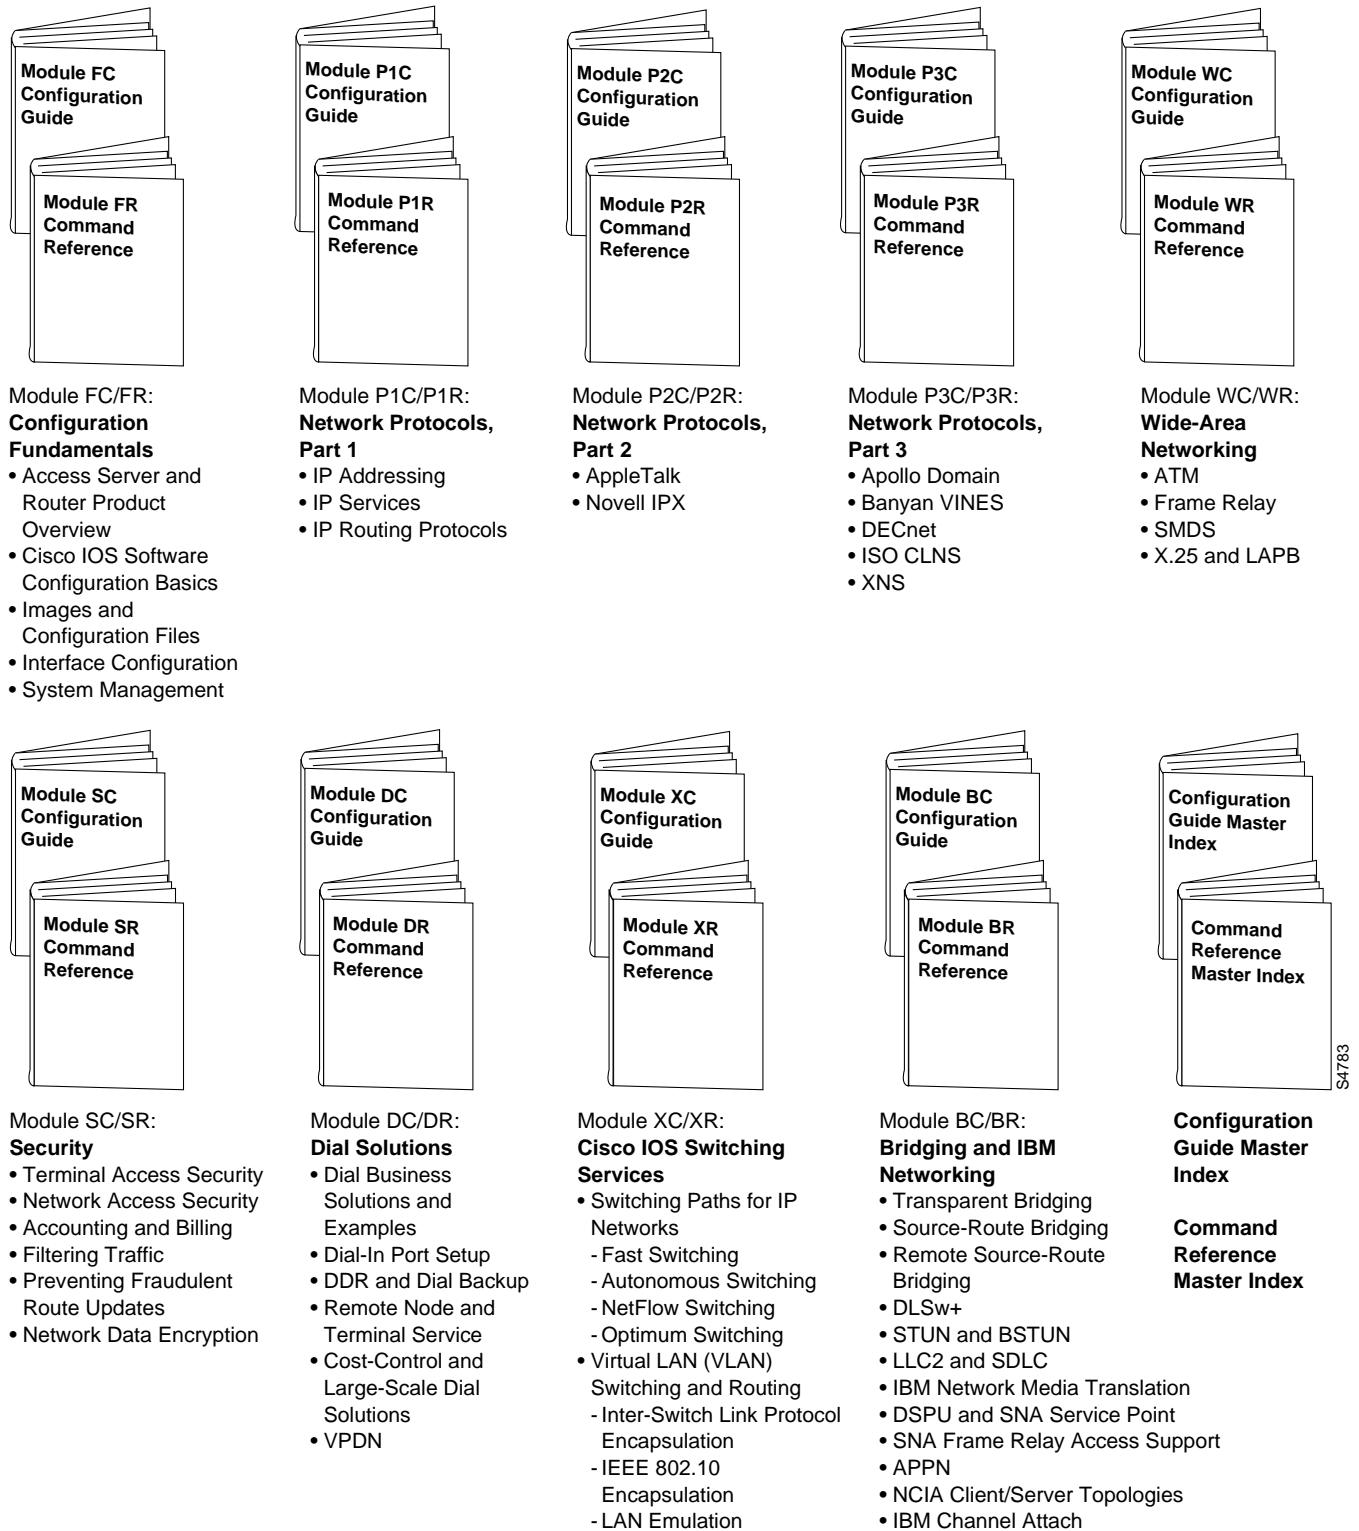 Module FC
Configuration
Guide
Module FR
Command
Reference
Module P1C
Configuration
Guide
Module P1R
Command
Reference
Module P2C
Configuration
Guide
Module P2R
Command
Reference
Module P3C
Configuration
Guide
Module P3R
Command
Reference
Module WC
Configuration
Guide
Module WR
Command
Reference
Module FC/FR:
Configuration
Fundamentals
• Access Server and
Router Product
Overview
• Cisco IOS Software
Configuration Basics
• Images and
Configuration Files
• Interface Configuration
• System Management
Module P1C/P1R:
Network Protocols,
Part 1
• IP Addressing
• IP Services
• IP Routing Protocols
Module P2C/P2R:
Network Protocols,
Part 2
• AppleTalk
• Novell IPX
Module P3C/P3R:
Network Protocols,
Part 3
• Apollo Domain
• Banyan VINES
• DECnet
• ISO CLNS
• XNS
Module WC/WR:
Wide-Area
Networking
• ATM
• Frame Relay
• SMDS
• X.25 and LAPB
Module SC
Configuration
Guide
Module SR
Command
Reference
Module DC
Configuration
Guide
Module DR
Command
Reference
Module XC
Configuration
Guide
Module XR
Command
Reference
Module BC
Configuration
Guide
Module BR
Command
Reference
Configuration
Guide Master
Index
Command
Reference
Master Index
S4783
Module SC/SR:
Security
• Terminal Access Security
• Network Access Security
• Accounting and Billing
• Filtering Traffic
• Preventing Fraudulent
Route Updates
• Network Data Encryption
Module DC/DR:
Dial Solutions
• Dial Business
Solutions and
Examples
• Dial-In Port Setup
• DDR and Dial Backup
• Remote Node and
Terminal Service
• Cost-Control and
Large-Scale Dial
Solutions
• VPDN
Module XC/XR:
Cisco IOS Switching
Services
• Switching Paths for IP
Networks
- Fast Switching
- Autonomous Switching
- NetFlow Switching
- Optimum Switching
• Virtual LAN (VLAN)
Switching and Routing
- Inter-Switch Link Protocol
Encapsulation
- IEEE 802.10
Encapsulation
- LAN Emulation
Module BC/BR:
Bridging and IBM
Networking
• Transparent Bridging
• Source-Route Bridging
• Remote Source-Route
Bridging
• DLSw+
• STUN and BSTUN
• LLC2 and SDLC
• IBM Network Media Translation
• DSPU and SNA Service Point
• SNA Frame Relay Access Support
• APPN
• NCIA Client/Server Topologies
• IBM Channel Attach
Configuration
Guide Master
Index
Command
Reference
Master Index